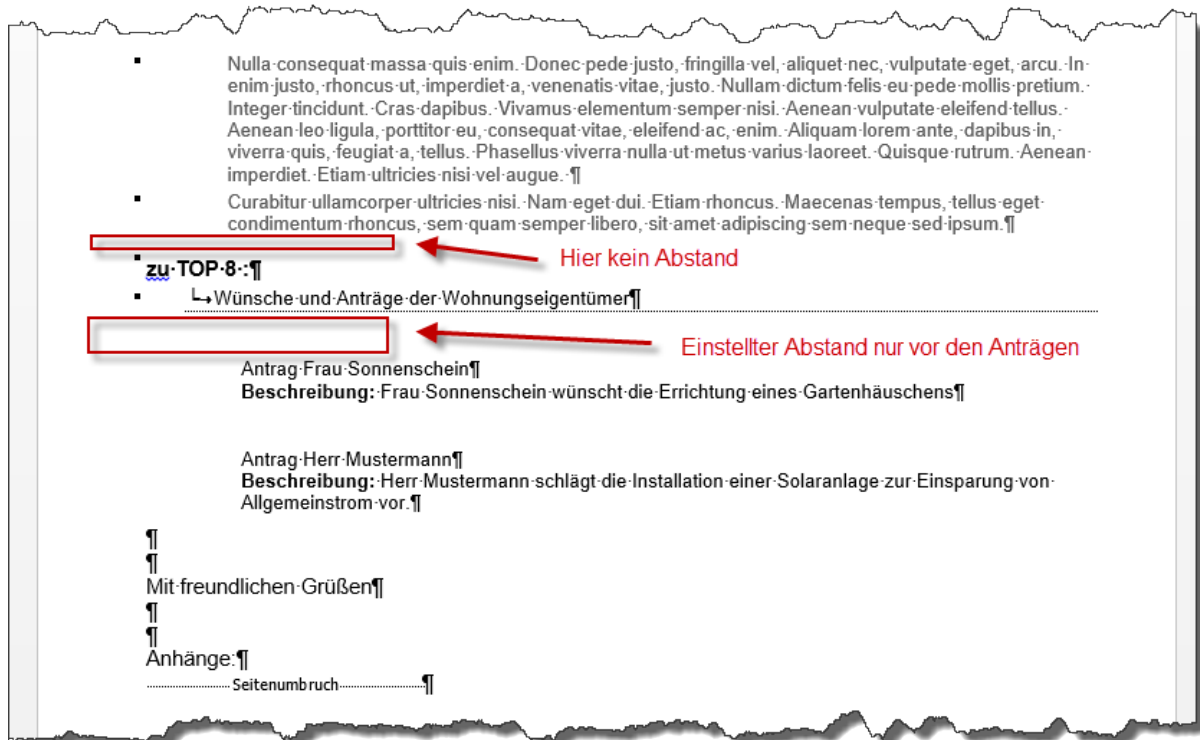 Nulla·consequat·massa·quis·enim.·Donec·pede·justo,·fringilla·vel,·aliquet·nec,·vulputate·eget,·arcu.·In·
enim·justo,·rhoncus·ut,·imperdiet·a,·venenatis·vitae,·justo.·Nullam·dictum·felis·eu·pede·mollis·pretium.·
Integer·tincidunt.·Cras·dapibus.·Vivamus·elementum·semper·nisi.·Aenean·vulputate·eleifend·tellus.·
Aenean·leo·ligula,·porttitor·eu,·consequat·vitae,·eleifend·ac,·enim.·Aliquam·lorem·ante,·dapibus·in,·
viverra·quis,·feugiat·a,·tellus.·Phasellus·viverra·nulla·ut·metus·varius·laoreet.·Quisque·rutrum.·Aenean·
imperdiet.·Etiam·ultricies·nisi·vel·augue.·¶
Curabitur·ullamcorper·ultricies·nisi.·Nam·eget·dui.·Etiam·rhoncus.·Maecenas·tempus,·tellus·eget·
condimentum·rhoncus,·sem·quam·semper·libero,·sit·amet·adipiscing·sem·neque·sed·ipsum.¶
Hier kein Abstand
zu·TOP·8·:¶
Wünsche·und·Anträge·der·Wohnungseigentümer¶
Einstellter Abstand nur vor den Anträgen
Antrag·Frau·Sonnenschein¶
Beschreibung:·Frau·Sonnenschein·wünscht·die·Errichtung·eines·Gartenhäuschens¶
Antrag·Herr·Mustermann¶
Beschreibung:·Herr·Mustermann·schlägt·die·Installation·einer·Solaranlage·zur·Einsparung·von·
Allgemeinstrom·vor.¶
¶
¶
Mit·freundlichen·Grüßen¶
¶
¶
Anhänge:¶
Seitenumbruch¶